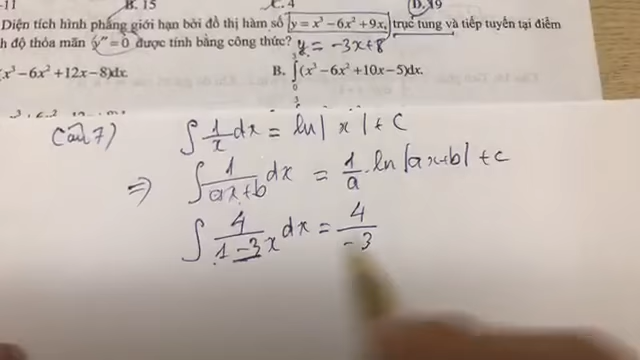 -11 B. 15 C. 4 D. 19
Diện tích hình phẳng giới hạn bởi đồ thị hàm số y = x³ - 6x² + 9x, trục tung và tiếp tuyến tại điểm
h độ thỏa mãn y'' = 0 được tính bằng công thức? y = -3x+8
(x³ - 6x² + 12x - 8)dx. B. ∫₀³(x³ - 6x² + 10x - 5)dx.
Câu 7) ∫ 1/x dx = ln|x| + C
⇒ ∫ 1/(ax+b) dx = 1/a . ln|ax+b| + c
∫ 4/(1-3x) dx = 4/-3